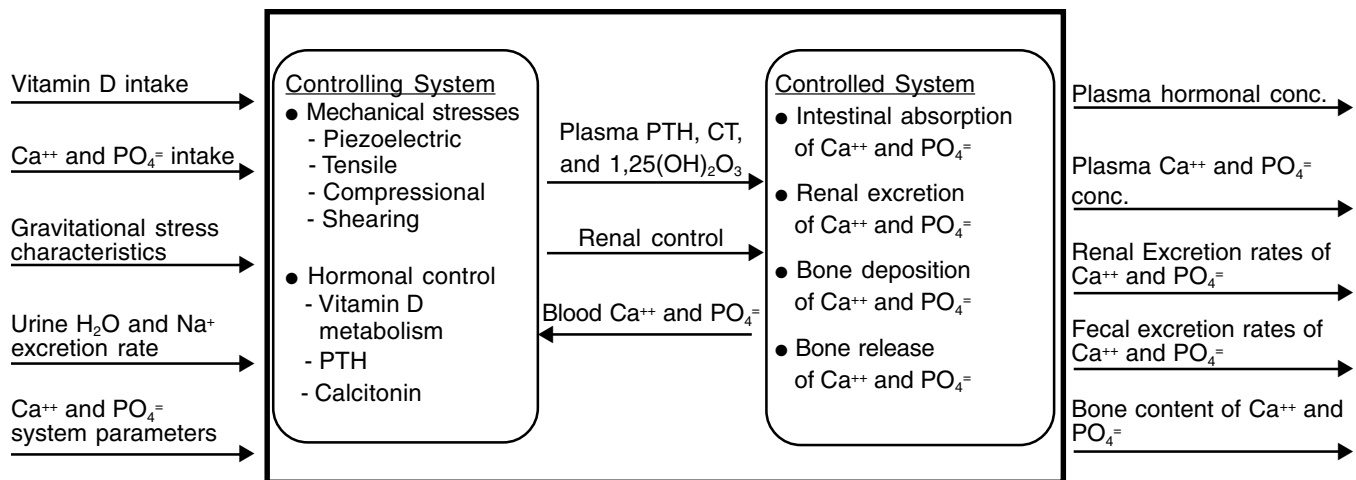 Vitamin D intake
Ca⁺⁺ and PO₄⁼ intake
Gravitational stress
characteristics
Urine H₂O and Na⁺
excretion rate
Ca⁺⁺ and PO₄⁼
system parameters
Controlling System
● Mechanical stresses
- Piezoelectric
- Tensile
- Compressional
- Shearing
● Hormonal control
- Vitamin D
metabolism
- PTH
- Calcitonin
Plasma PTH, CT,
and 1,25(OH)₂O₃
Renal control
Blood Ca⁺⁺ and PO₄⁼
Controlled System
● Intestinal absorption
of Ca⁺⁺ and PO₄⁼
● Renal excretion
of Ca⁺⁺ and PO₄⁼
● Bone deposition
of Ca⁺⁺ and PO₄⁼
● Bone release
of Ca⁺⁺ and PO₄⁼
Plasma hormonal conc.
Plasma Ca⁺⁺ and PO₄⁼
conc.
Renal Excretion rates of
Ca⁺⁺ and PO₄⁼
Fecal excretion rates of
Ca⁺⁺ and PO₄⁼
Bone content of Ca⁺⁺ and
PO₄⁼